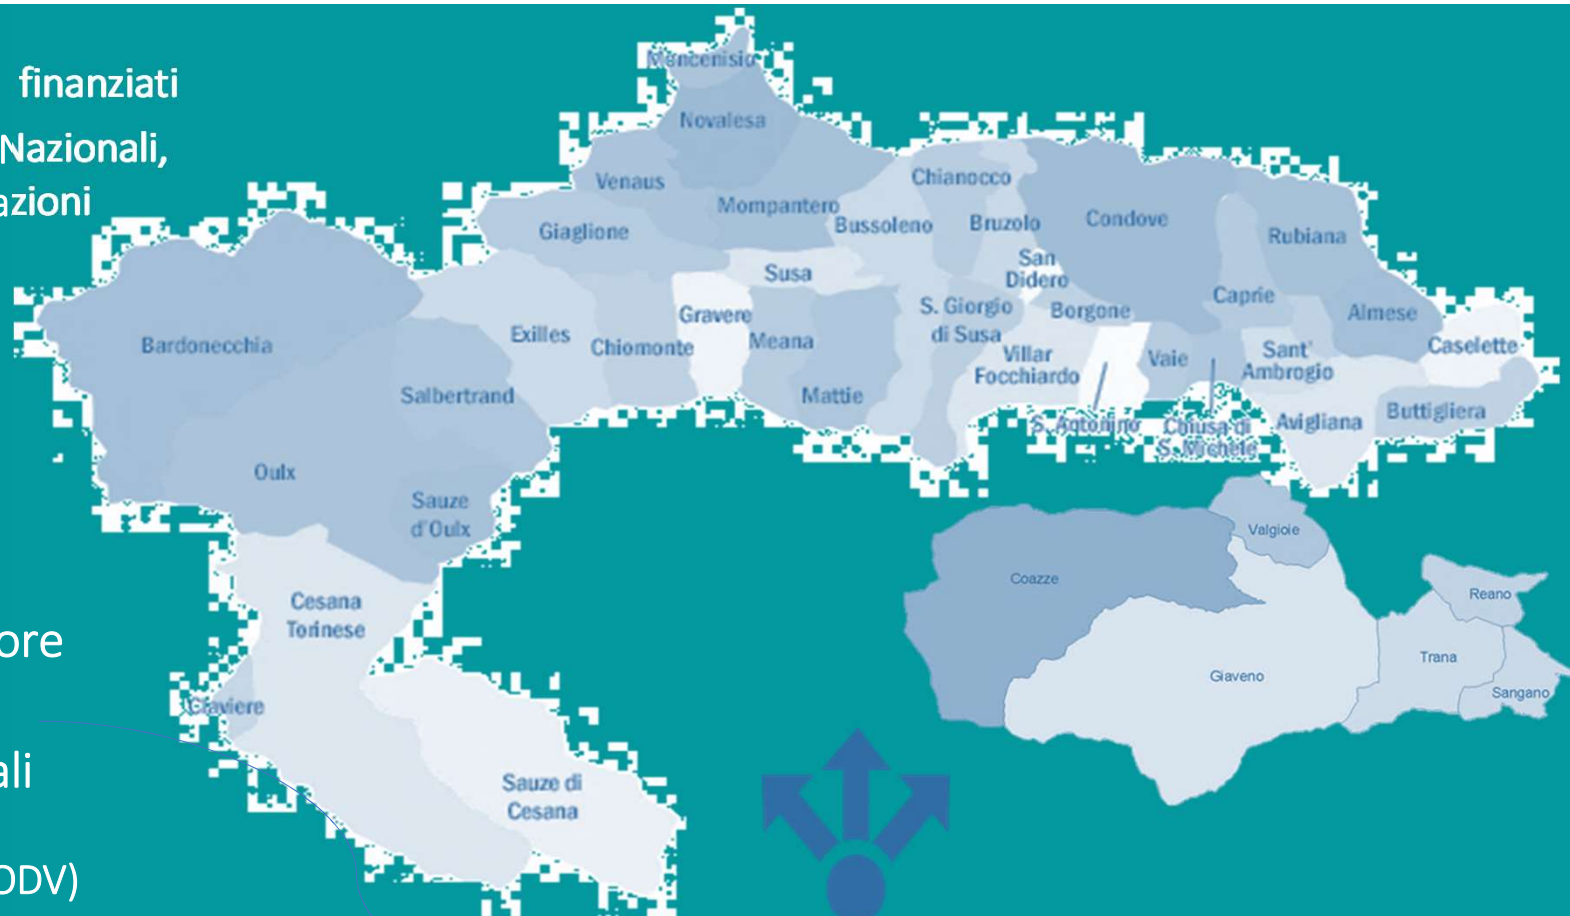 finanziati
Nazionali,
azioni
ore
ali
ODV)
Moncenisio
Novalesa
Venaus
Mompantero
Giaglione
Chianocco
Bussoleno
Bruzolo
Condove
Rubiana
Susa
San
Didero
Bardonecchia
Exilles
Chiomonte
Gravere
Meana
S. Giorgio
di Susa
Borgone
Caprie
Almese
Villar
Focchiardo
Vaie
Sant'
Ambrogio
Caselette
Salbertrand
Mattie
S. Antonino
Chiusa di
S. Michele
Avigliana
Buttigliera
Oulx
Sauze
d'Oulx
Cesana
Torinese
Claviere
Sauze di
Cesana
Valgioie
Coazze
Reano
Giaveno
Trana
Sangano